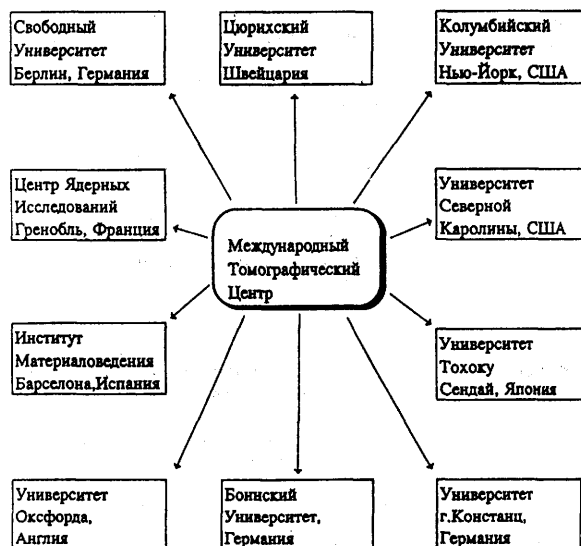 Свободный
Университет
Берлин, Германия
Цюрихский
Университет
Швейцария
Колумбийский
Университет
Нью-Йорк, США
Центр Ядерных
Исследований
Гренобль, Франция
Международный
Томографический
Центр
Университет
Северной
Каролины, США
Институт
Материаловедения
Барселона,Испания
Университет
Тохоку
Сендай, Япония
Университет
Оксфорда,
Англия
Боннский
Университет,
Германия
Университет
г.Констанц,
Германия